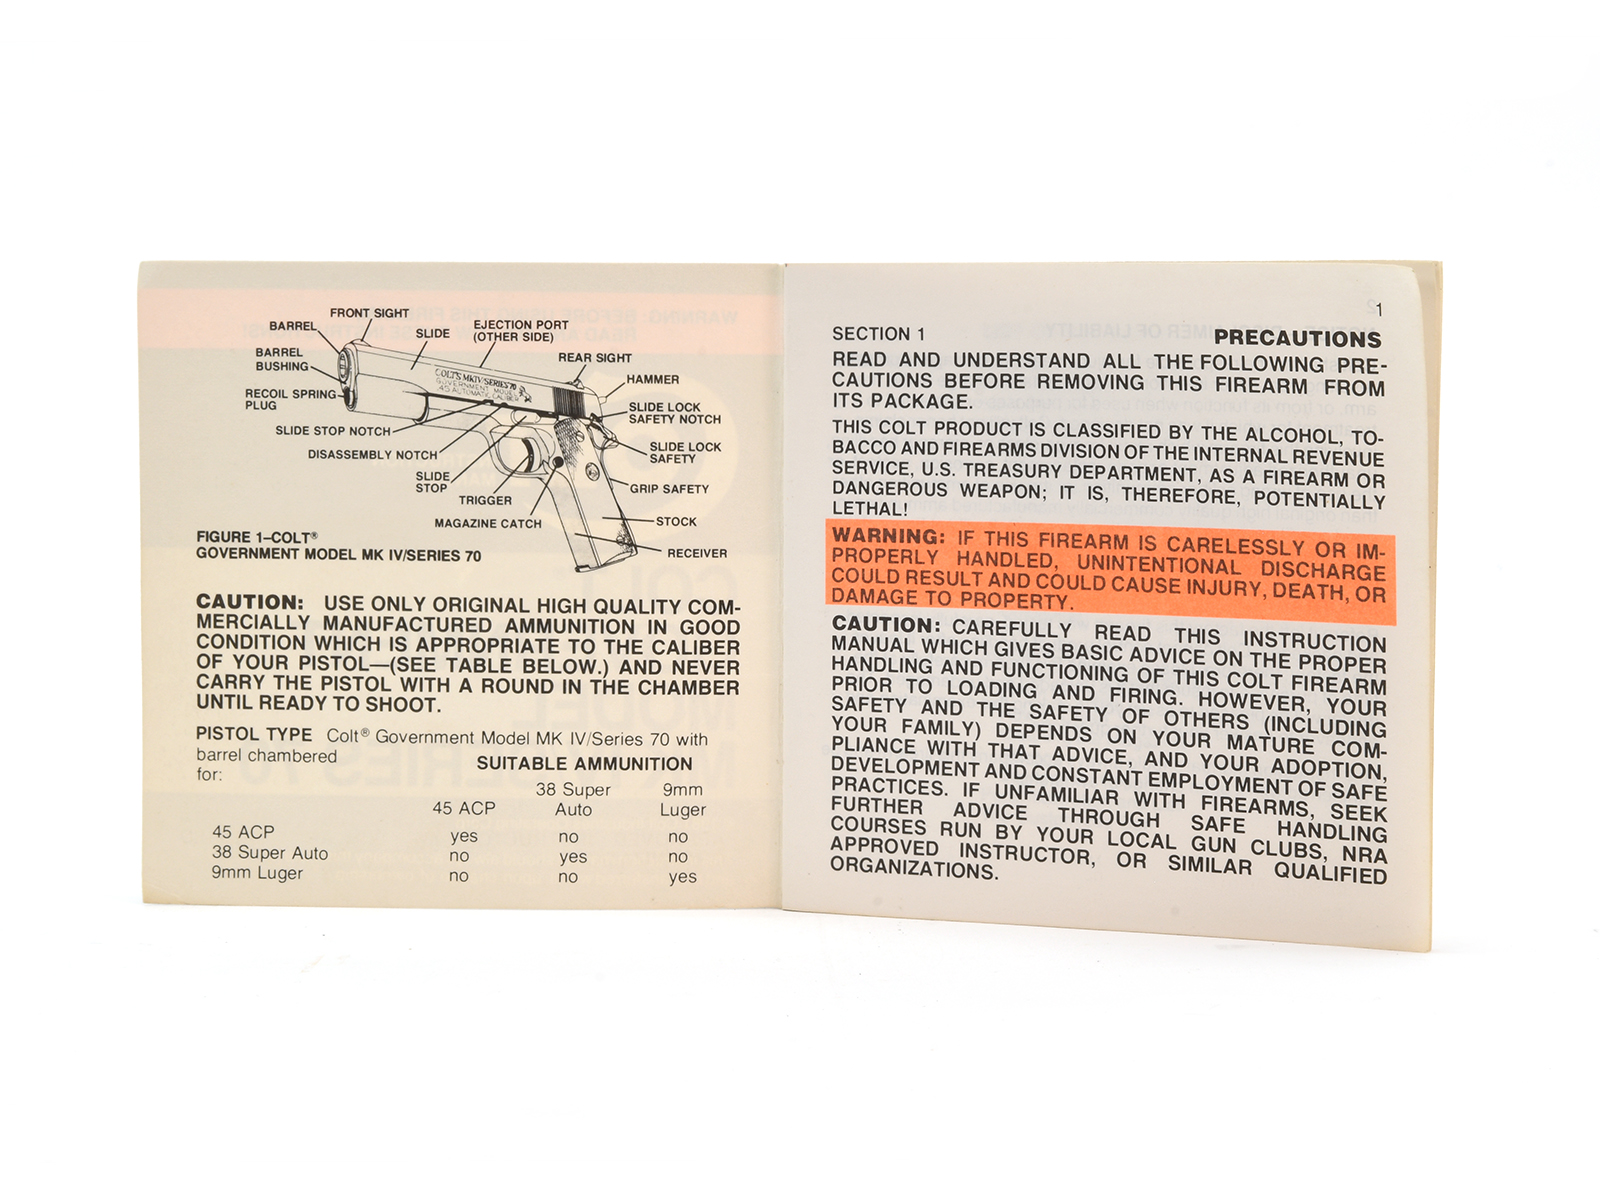 FRONT SIGHT
BARREL
SLIDE
EJECTION PORT
(OTHER SIDE)
BARREL
BUSHING
REAR SIGHT
HAMMER
RECOIL SPRING
PLUG
COLT'S MKIV/SERIES 70
GOVERNMENT MODEL
.45 AUTOMATIC CALIBER
SLIDE LOCK
SAFETY NOTCH
SLIDE STOP NOTCH
SLIDE LOCK
SAFETY
DISASSEMBLY NOTCH
SLIDE
STOP
GRIP SAFETY
TRIGGER
MAGAZINE CATCH
STOCK
RECEIVER
FIGURE 1–COLT®
GOVERNMENT MODEL MK IV/SERIES 70
CAUTION: USE ONLY ORIGINAL HIGH QUALITY COM-
MERCIALLY MANUFACTURED AMMUNITION IN GOOD
CONDITION WHICH IS APPROPRIATE TO THE CALIBER
OF YOUR PISTOL—(SEE TABLE BELOW.) AND NEVER
CARRY THE PISTOL WITH A ROUND IN THE CHAMBER
UNTIL READY TO SHOOT.
PISTOL TYPE Colt® Government Model MK IV/Series 70 with
barrel chambered
for:
SUITABLE AMMUNITION
38 Super 9mm
45 ACP Auto Luger
45 ACP yes no no
38 Super Auto no yes no
9mm Luger no no yes
1
SECTION 1 PRECAUTIONS
READ AND UNDERSTAND ALL THE FOLLOWING PRE-
CAUTIONS BEFORE REMOVING THIS FIREARM FROM
ITS PACKAGE.
THIS COLT PRODUCT IS CLASSIFIED BY THE ALCOHOL, TO-
BACCO AND FIREARMS DIVISION OF THE INTERNAL REVENUE
SERVICE, U.S. TREASURY DEPARTMENT, AS A FIREARM OR
DANGEROUS WEAPON; IT IS, THEREFORE, POTENTIALLY
LETHAL!
WARNING: IF THIS FIREARM IS CARELESSLY OR IM-
PROPERLY HANDLED, UNINTENTIONAL DISCHARGE
COULD RESULT AND COULD CAUSE INJURY, DEATH, OR
DAMAGE TO PROPERTY.
CAUTION: CAREFULLY READ THIS INSTRUCTION
MANUAL WHICH GIVES BASIC ADVICE ON THE PROPER
HANDLING AND FUNCTIONING OF THIS COLT FIREARM
PRIOR TO LOADING AND FIRING. HOWEVER, YOUR
SAFETY AND THE SAFETY OF OTHERS (INCLUDING
YOUR FAMILY) DEPENDS ON YOUR MATURE COM-
PLIANCE WITH THAT ADVICE, AND YOUR ADOPTION,
DEVELOPMENT AND CONSTANT EMPLOYMENT OF SAFE
PRACTICES. IF UNFAMILIAR WITH FIREARMS, SEEK
FURTHER ADVICE THROUGH SAFE HANDLING
COURSES RUN BY YOUR LOCAL GUN CLUBS, NRA
APPROVED INSTRUCTOR, OR SIMILAR QUALIFIED
ORGANIZATIONS.